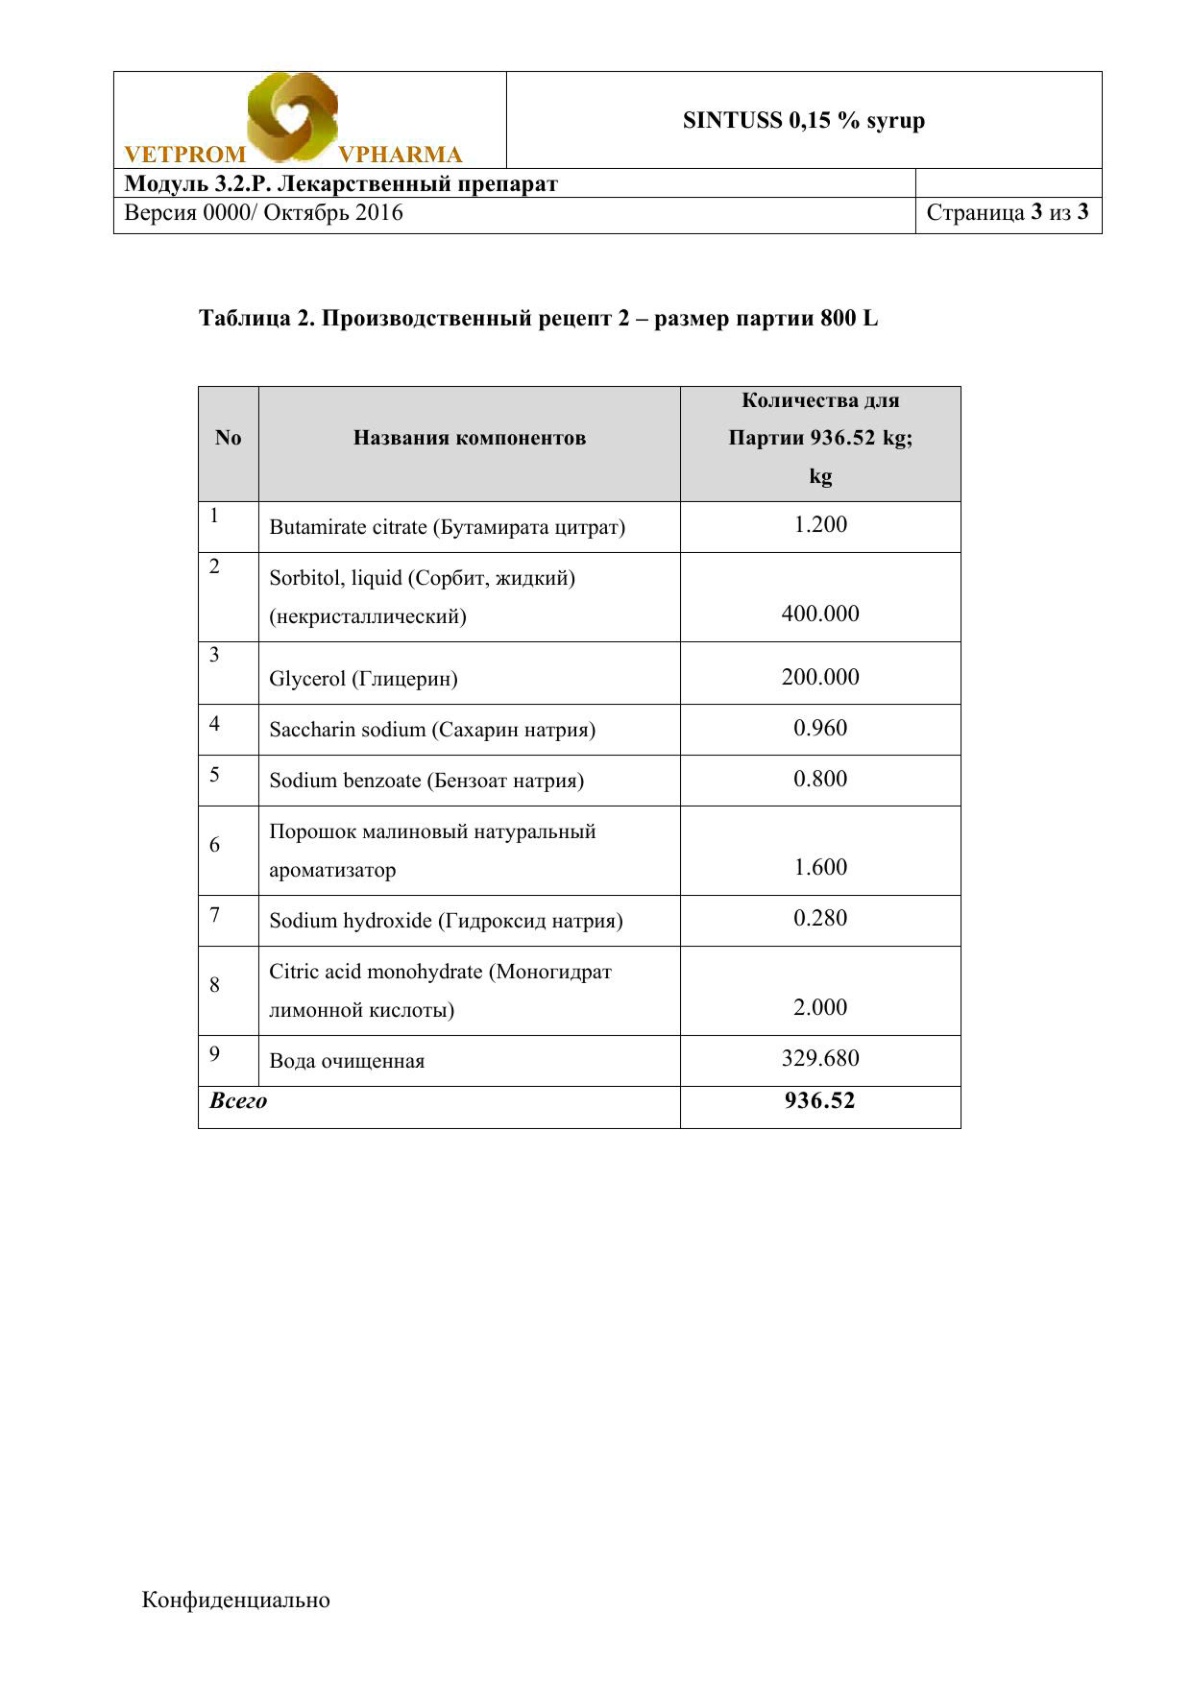 VETPROM VPHARMA
SINTUSS 0,15 % syrup
Модуль 3.2.P. Лекарственный препарат
Версия 0000/ Октябрь 2016
Страница 3 из 3
Таблица 2. Производственный рецепт 2 – размер партии 800 L
No
Названия компонентов
Количества для
Партии 936.52 kg;
kg
1
Butamirate citrate (Бутамирата цитрат)
1.200
2
Sorbitol, liquid (Сорбит, жидкий)
(некристаллический)
400.000
3
Glycerol (Глицерин)
200.000
4
Saccharin sodium (Сахарин натрия)
0.960
5
Sodium benzoate (Бензоат натрия)
0.800
6
Порошок малиновый натуральный
ароматизатор
1.600
7
Sodium hydroxide (Гидроксид натрия)
0.280
8
Citric acid monohydrate (Моногидрат
лимонной кислоты)
2.000
9
Вода очищенная
329.680
Всего
936.52
Конфиденциально